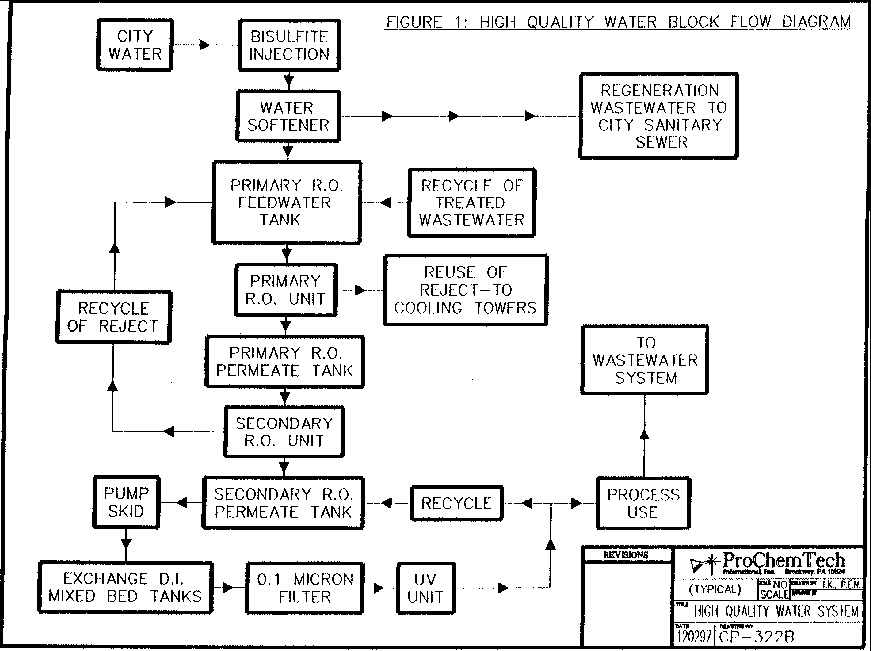 FIGURE 1: HIGH QUALITY WATER BLOCK FLOW DIAGRAM
CITY
WATER
BISULFITE
INJECTION
WATER
SOFTENER
REGENERATION
WASTEWATER TO
CITY SANITARY
SEWER
PRIMARY R.O.
FEEDWATER
TANK
RECYCLE OF
TREATED
WASTEWATER
PRIMARY
R.O. UNIT
REUSE OF
REJECT-TO
COOLING TOWERS
RECYCLE
OF REJECT
PRIMARY R.O.
PERMEATE TANK
TO
WASTEWATER
SYSTEM
SECONDARY
R.O. UNIT
PUMP
SKID
SECONDARY R.O.
PERMEATE TANK
RECYCLE
PROCESS
USE
EXCHANGE D.I.
MIXED BED TANKS
0.1 MICRON
FILTER
UV
UNIT
REVISIONS
ProChemTech
International, Inc. Brockway, PA 15824
(TYPICAL)
SCALE NO
SCALE
TITLE HIGH QUALITY WATER SYSTEM
DATE
120297
CP-322B